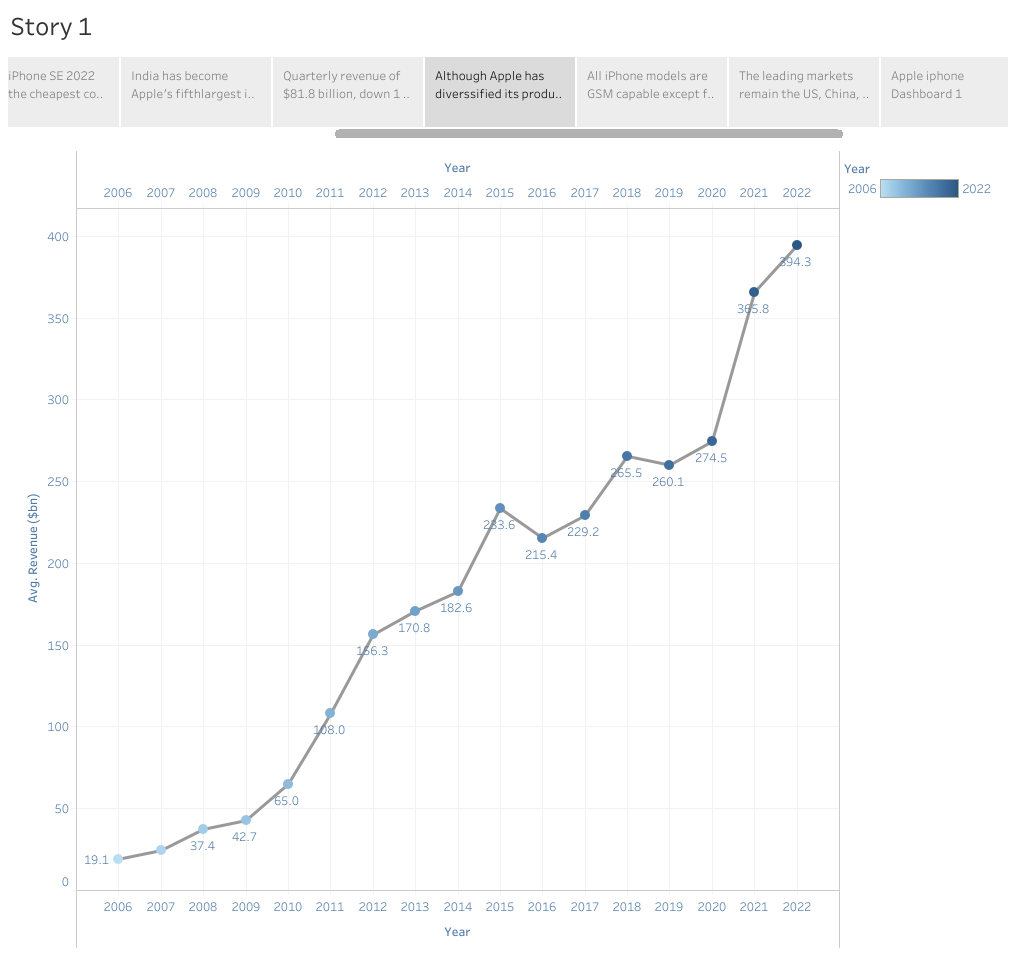 Story 1
iPhone SE 2022
the cheapest co..
India has become
Apple's fifthlargest i..
Quarterly revenue of
$81.8 billion, down 1 ..
Although Apple has
diverssified its produ..
All iPhone models are
GSM capable except f..
The leading markets
remain the US, China, ..
Apple iphone
Dashboard 1
Year
2006 2007 2008 2009 2010 2011 2012 2013 2014 2015 2016 2017 2018 2019 2020 2021 2022
Year
2006 2022
400
350
300
250
200
150
100
50
0
Avg. Revenue ($bn)
19.1
37.4
42.7
65.0
108.0
156.3
170.8
182.6
233.6
215.4
229.2
265.5
260.1
274.5
365.8
394.3
2006 2007 2008 2009 2010 2011 2012 2013 2014 2015 2016 2017 2018 2019 2020 2021 2022
Year